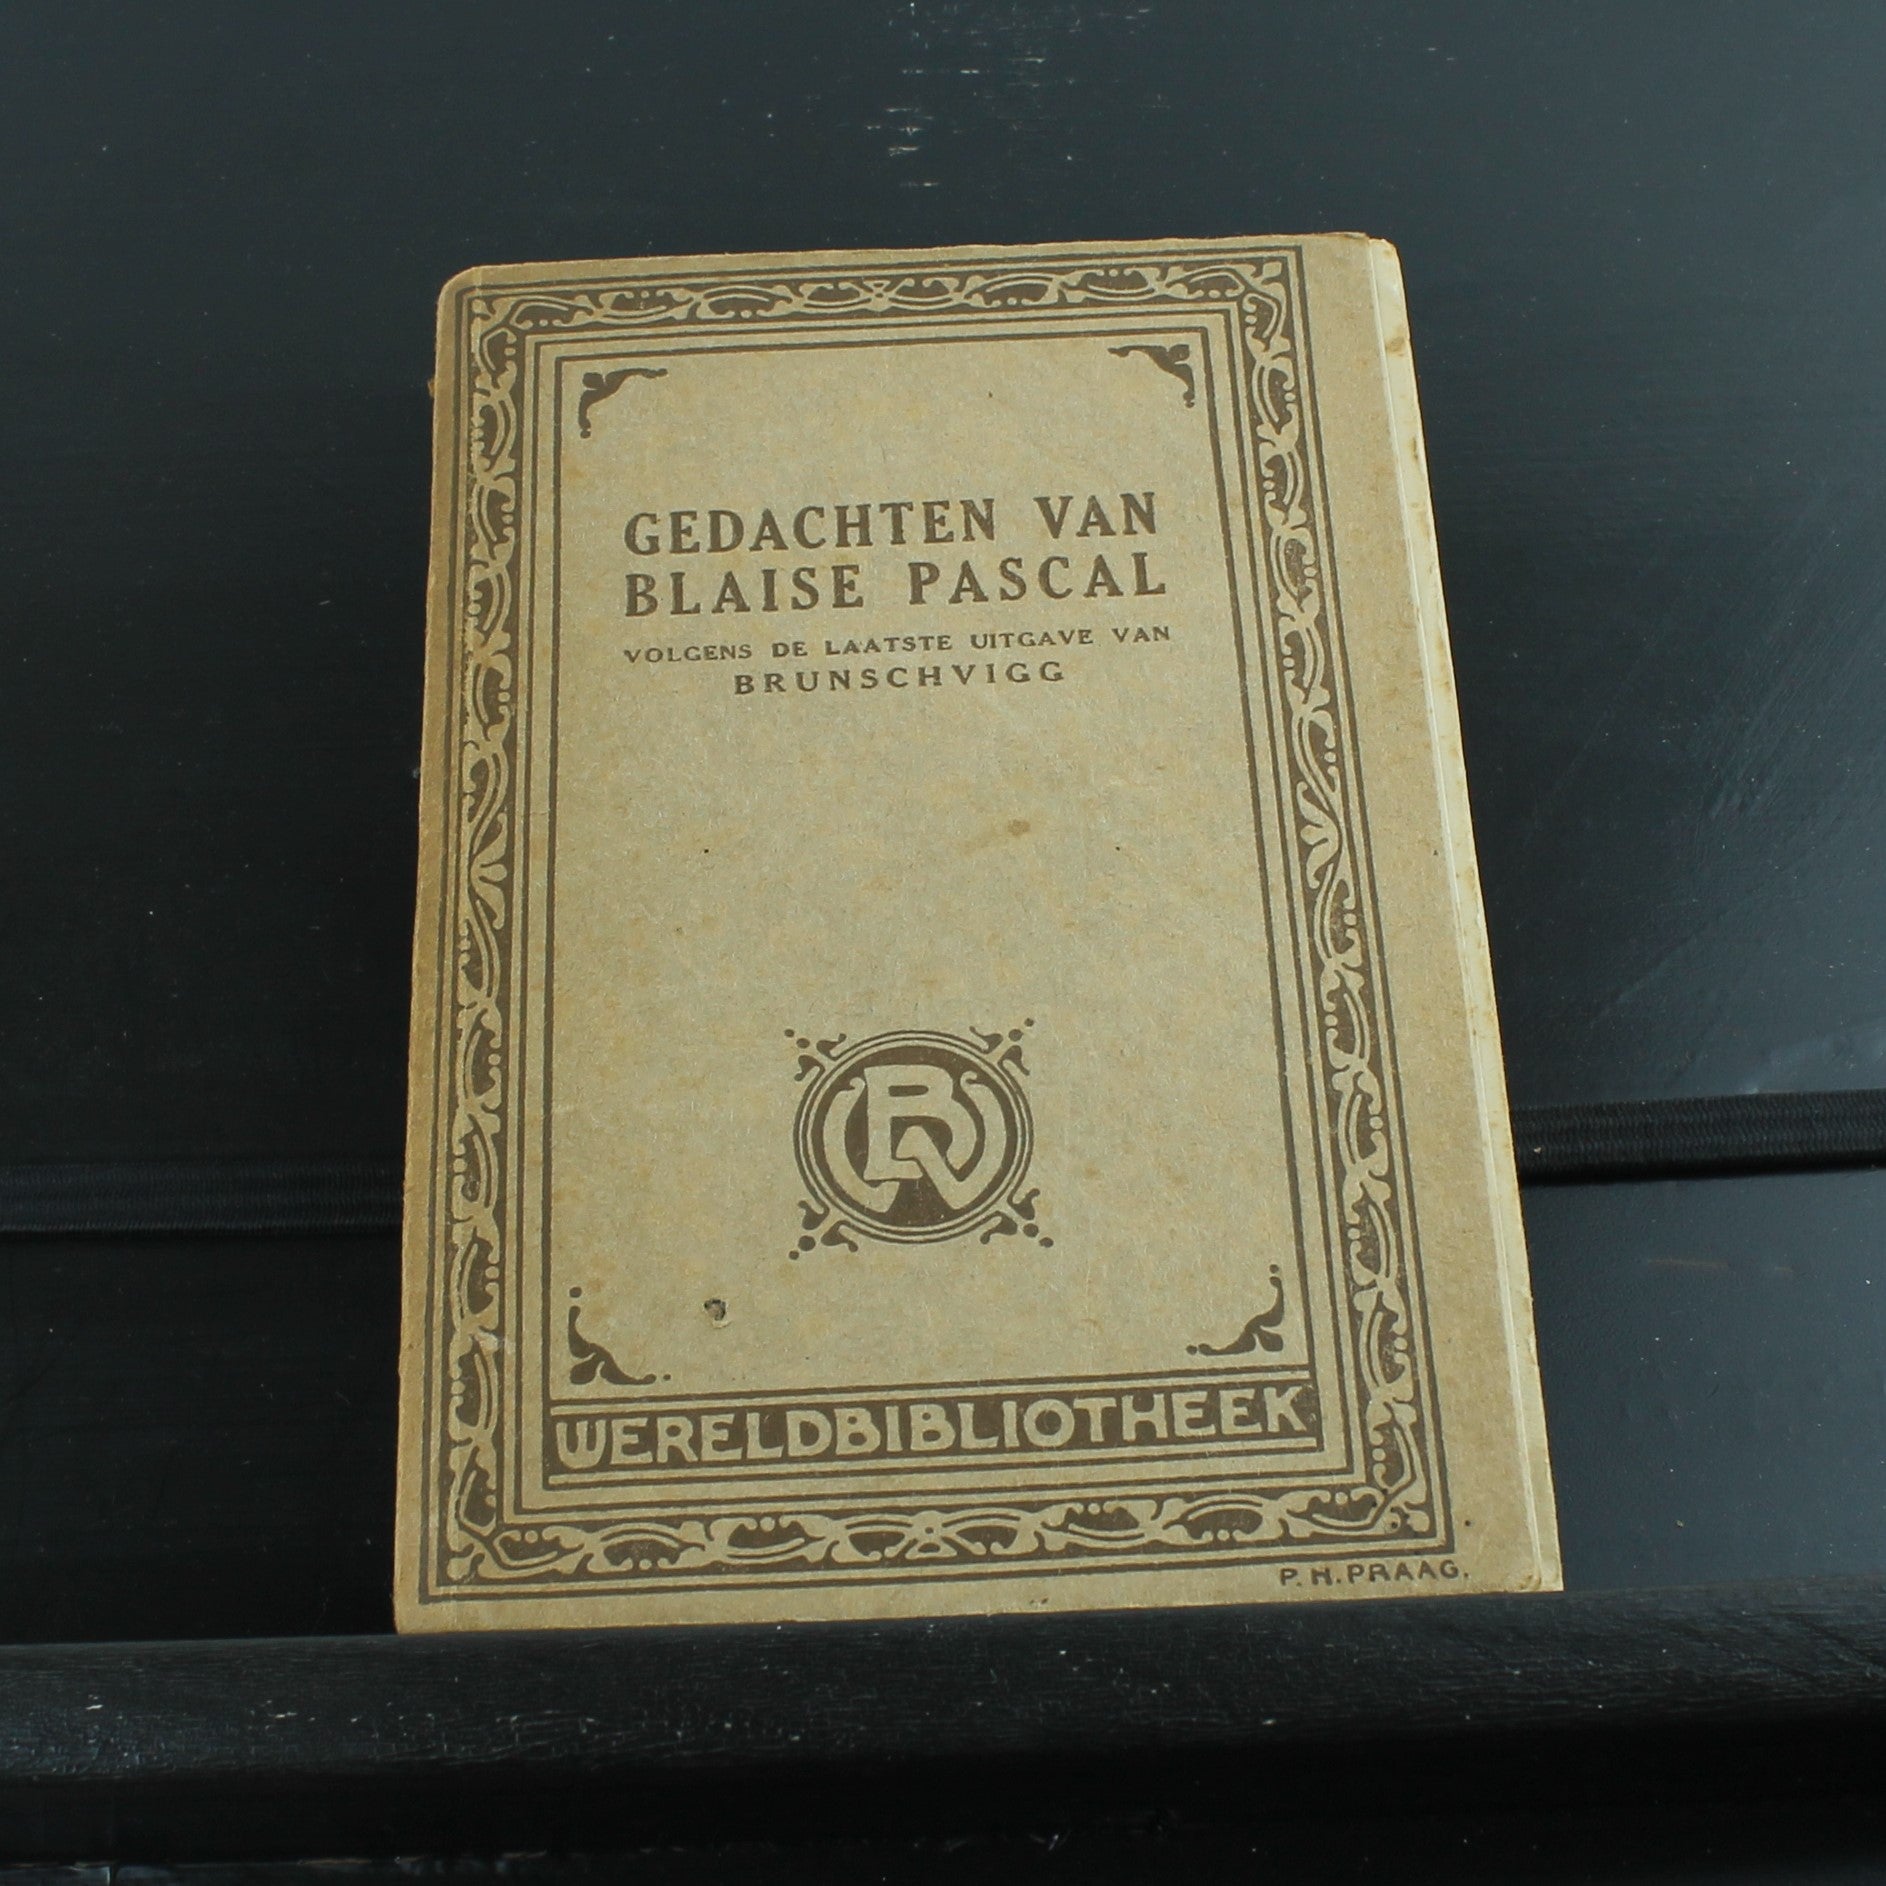 GEDACHTEN VAN
BLAISE PASCAL
VOLGENS DE LAATSTE UITGAVE VAN
BRUNSCHVIGG
WB
WERELDBIBLIOTHEEK
P. H. PRAAG.